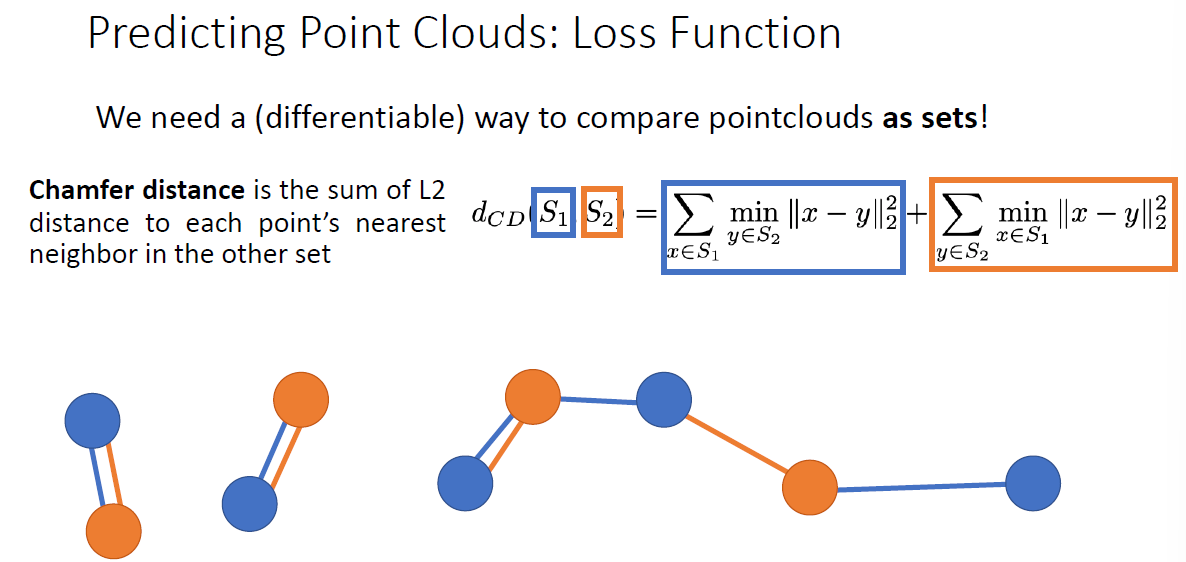 Predicting Point Clouds: Loss Function
We need a (differentiable) way to compare pointclouds as sets!
Chamfer distance is the sum of L2
distance to each point's nearest
neighbor in the other set
d_{CD}(S_1, S_2) = \sum_{x \in S_1} \min_{y \in S_2} \|x - y\|_2^2 + \sum_{y \in S_2} \min_{x \in S_1} \|x - y\|_2^2